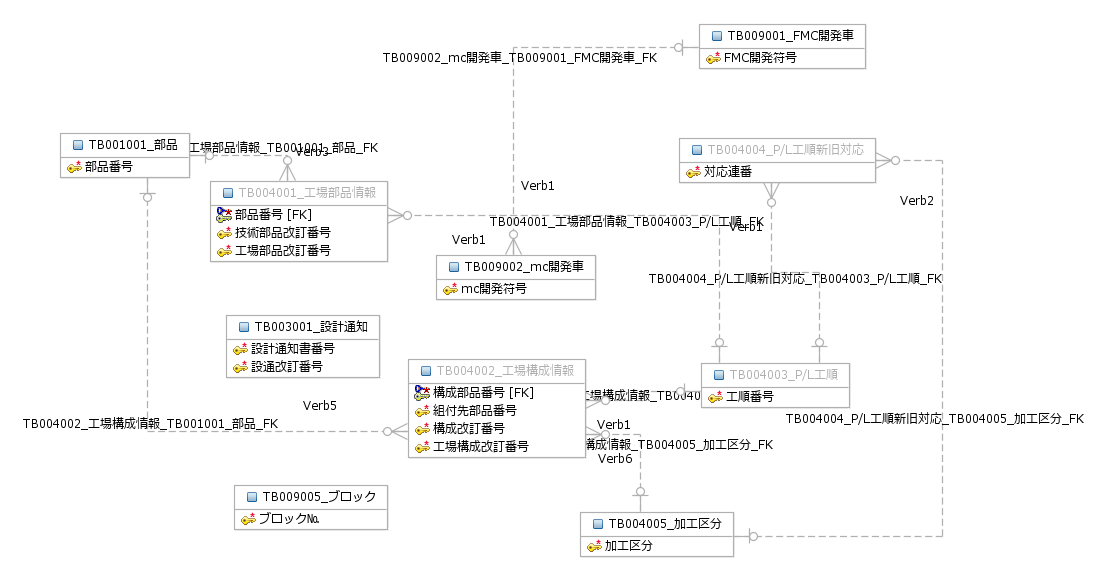 TB009001_FMC開発車
FMC開発符号
TB009002_mc開発車_TB009001_FMC開発車_FK
TB001001_部品
部品番号
工場部品情報_TB001001_部品_FK
Verb3
TB004004_P/L工順新旧対応
対応連番
TB004001_工場部品情報
部品番号 [FK]
技術部品改訂番号
工場部品改訂番号
Verb1
Verb2
TB004001_工場部品情報_TB004003_P/L工順_FK
Verb1
Verb1
TB009002_mc開発車
mc開発符号
TB004004_P/L工順新旧対応_TB004003_P/L工順_FK
TB003001_設計通知
設計通知書番号
設通改訂番号
TB004002_工場構成情報
構成部品番号 [FK]
組付先部品番号
構成改訂番号
工場構成改訂番号
TB004003_P/L工順
工順番号
工場構成情報_TB004
Verb5
TB004002_工場構成情報_TB001001_部品_FK
Verb1
構成情報_TB004005_加工区分_FK
Verb6
TB004004_P/L工順新旧対応_TB004005_加工区分_FK
TB009005_ブロック
ブロック№
TB004005_加工区分
加工区分